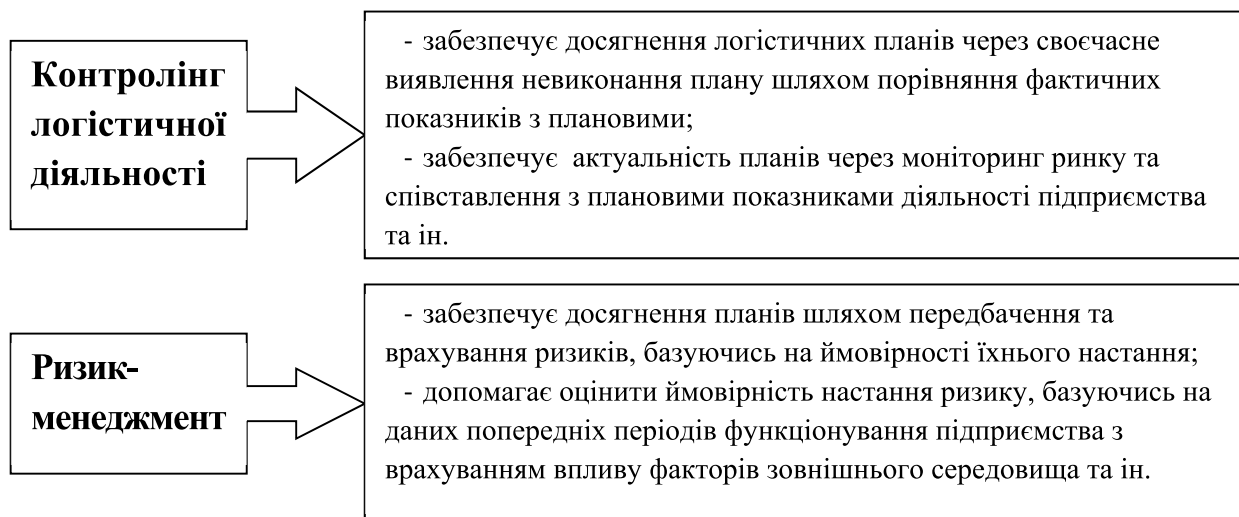 Контролінг
логістичної
діяльності
- забезпечує досягнення логістичних планів через своєчасне
виявлення невиконання плану шляхом порівняння фактичних
показників з плановими;
- забезпечує актуальність планів через моніторинг ринку та
співставлення з плановими показниками діяльності підприємства
та ін.
Ризик-
менеджмент
- забезпечує досягнення планів шляхом передбачення та
врахування ризиків, базуючись на ймовірності їхнього настання;
- допомагає оцінити ймовірність настання ризику, базуючись на
даних попередніх періодів функціонування підприємства з
врахуванням впливу факторів зовнішнього середовища та ін.